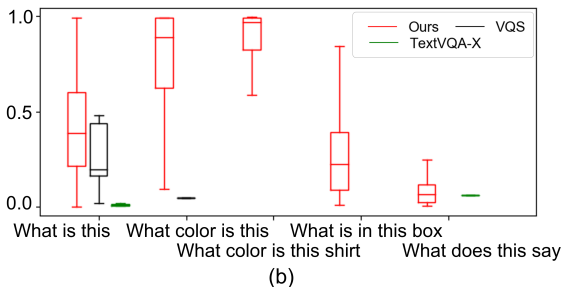 1.0
Ours VQS
TextVQA-X
0.5
0.0
What is this What color is this What is in this box
What color is this shirt What does this say
(b)